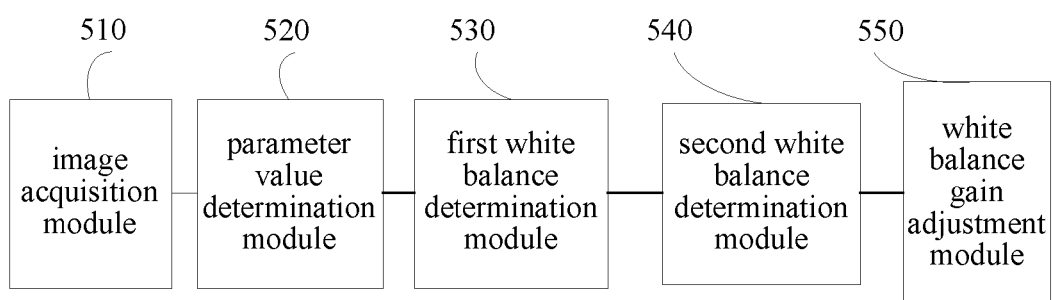 510
520
530
540
550
image
acquisition
module
parameter
value
determination
module
first white
balance
determination
module
second white
balance
determination
module
white
balance
gain
adjustment
module